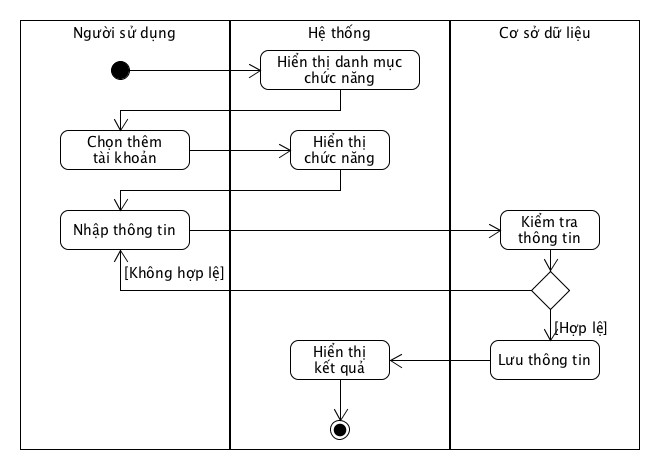 Người sử dụng
Hệ thống
Cơ sở dữ liệu
Hiển thị danh mục
chức năng
Chọn thêm
tài khoản
Hiển thị
chức năng
Nhập thông tin
Kiểm tra
thông tin
[Không hợp lệ]
[Hợp lệ]
Hiển thị
kết quả
Lưu thông tin